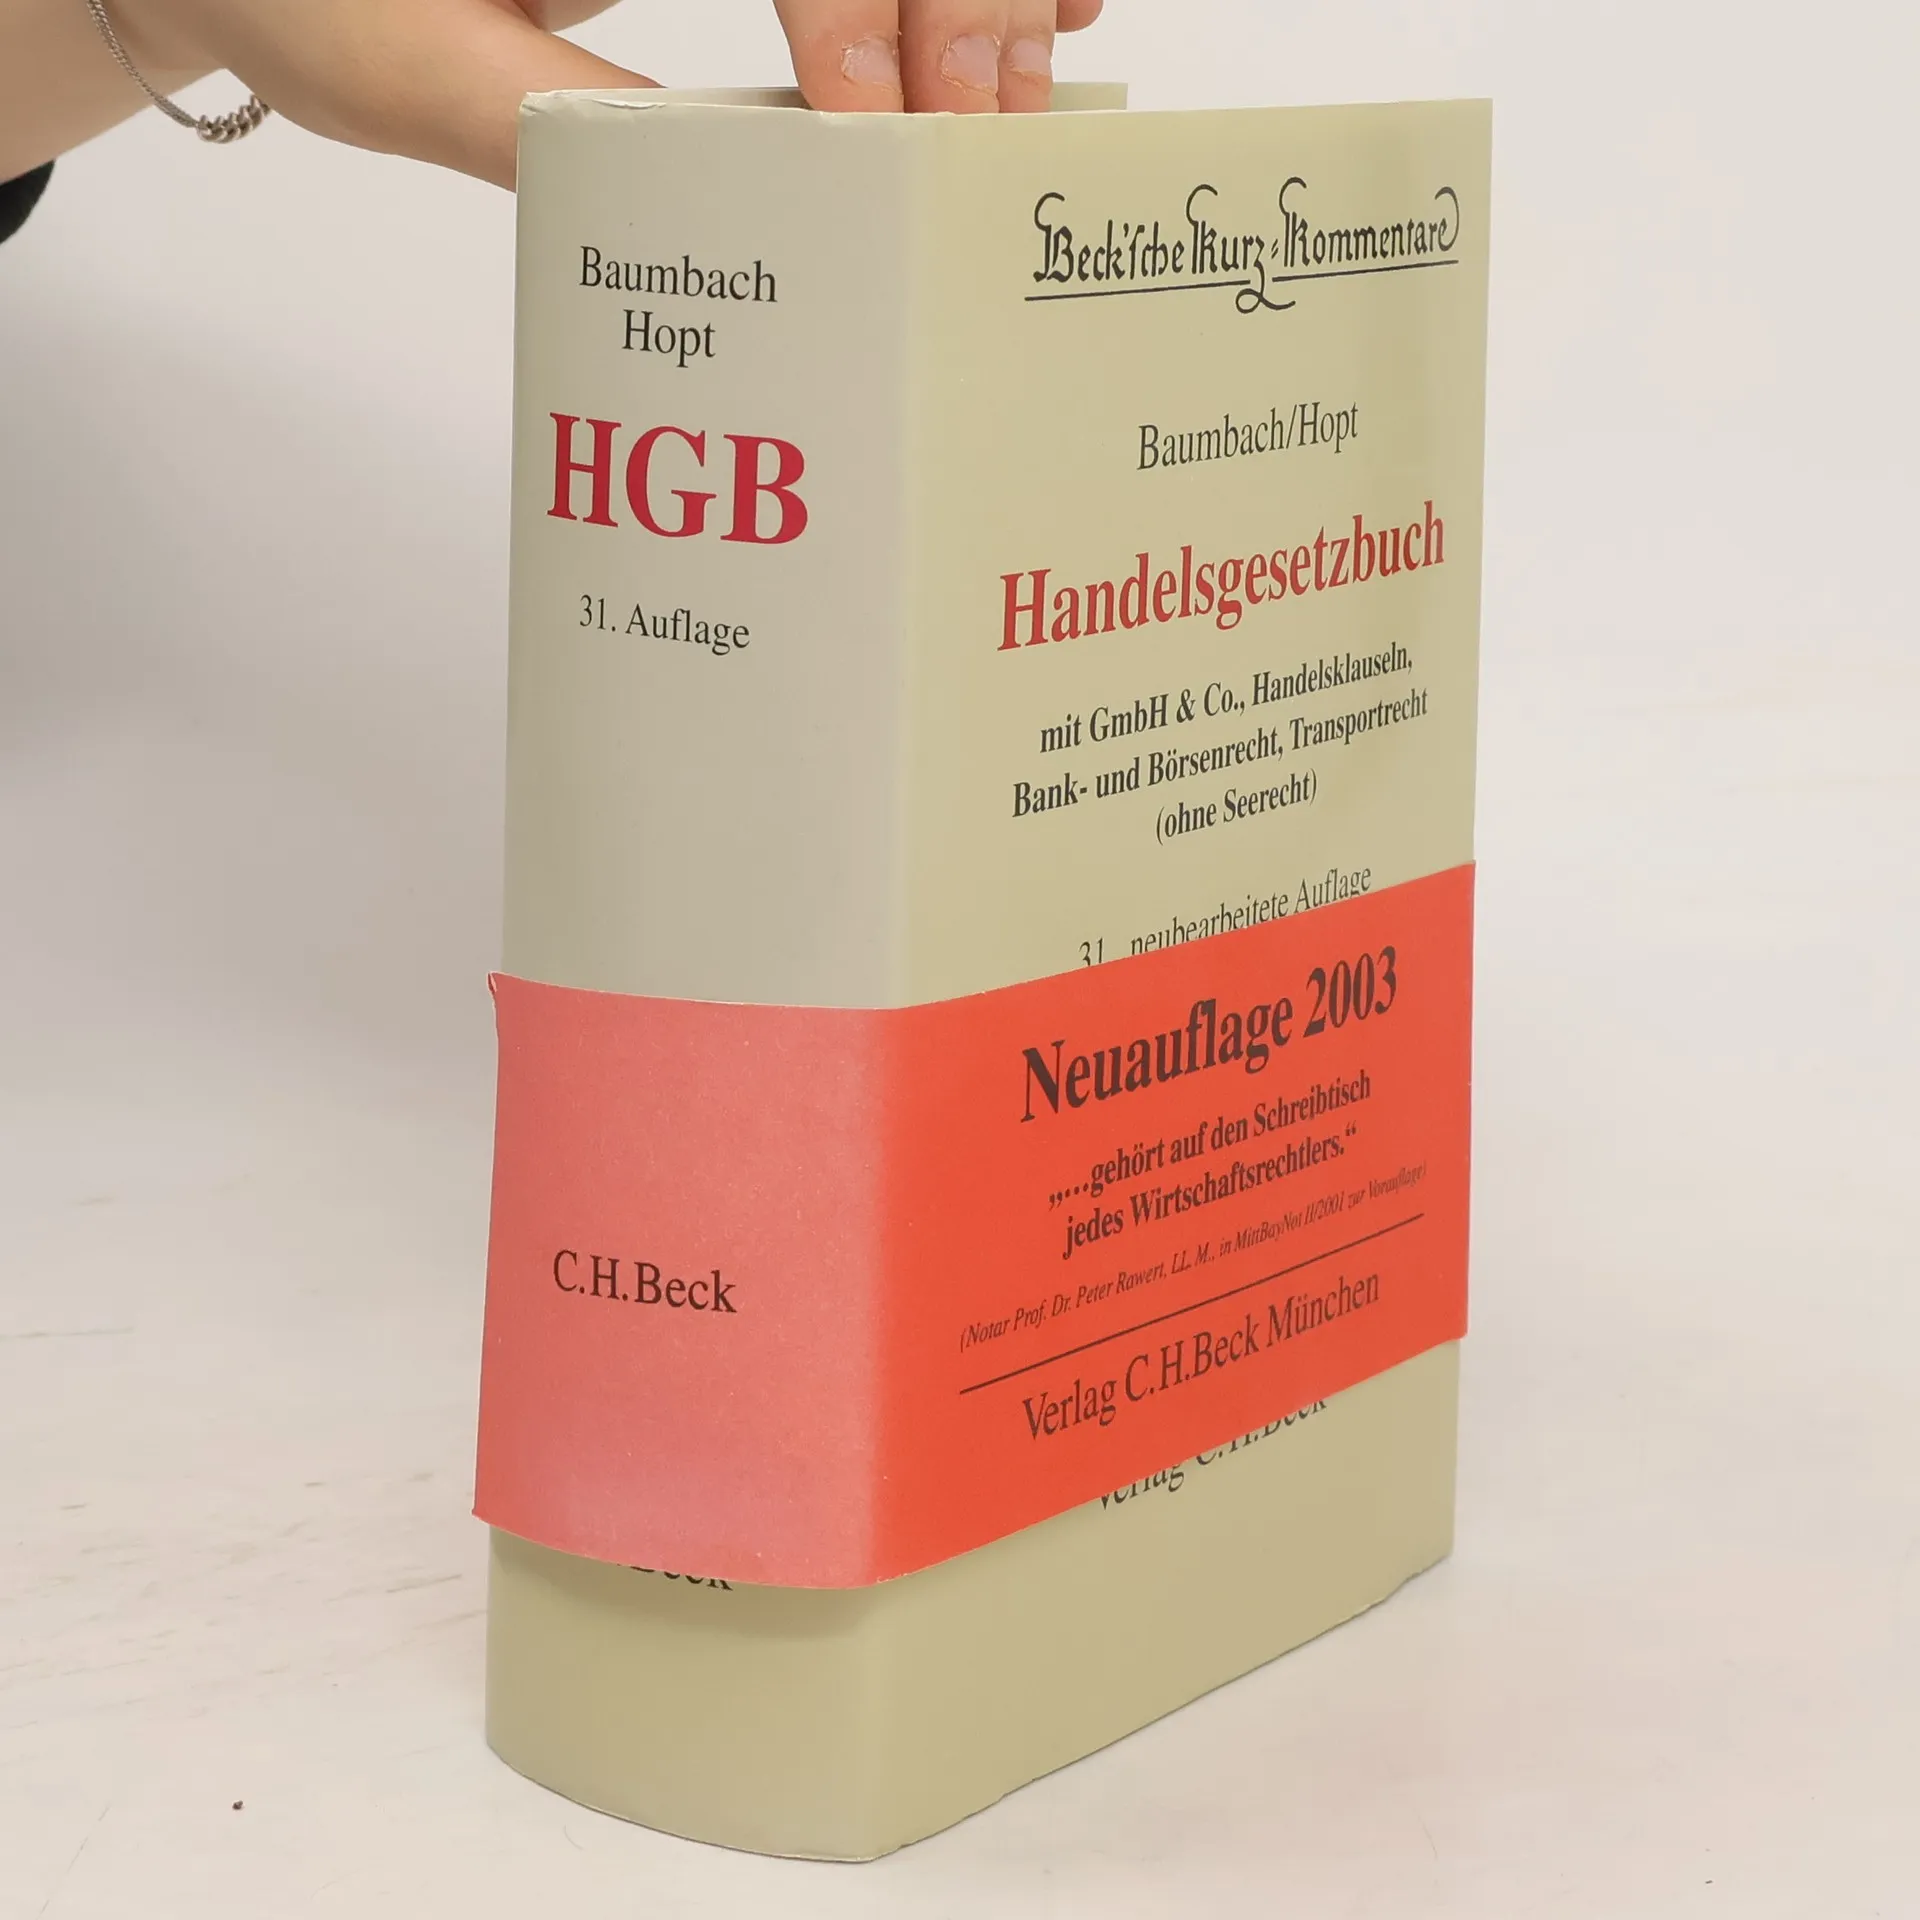 Baumbach
Hopt
HGB
31. Auflage
C.H.Beck
Beck'sche Kurz-Kommentare
Baumbach/Hopt
Handelsgesetzbuch
mit GmbH & Co., Handelsklauseln,
Bank- und Börsenrecht, Transportrecht
(ohne Seerecht)
31., neubearbeitete Auflage
Neuauflage 2003
„…gehört auf den Schreibtisch
jedes Wirtschaftsrechtlers.“
(Notar Prof. Dr. Peter Rawert, LL. M., in MittBayNot II/2001 zur Vorauflage)
Verlag C.H.Beck München
Verlag C.H.Beck
Beck